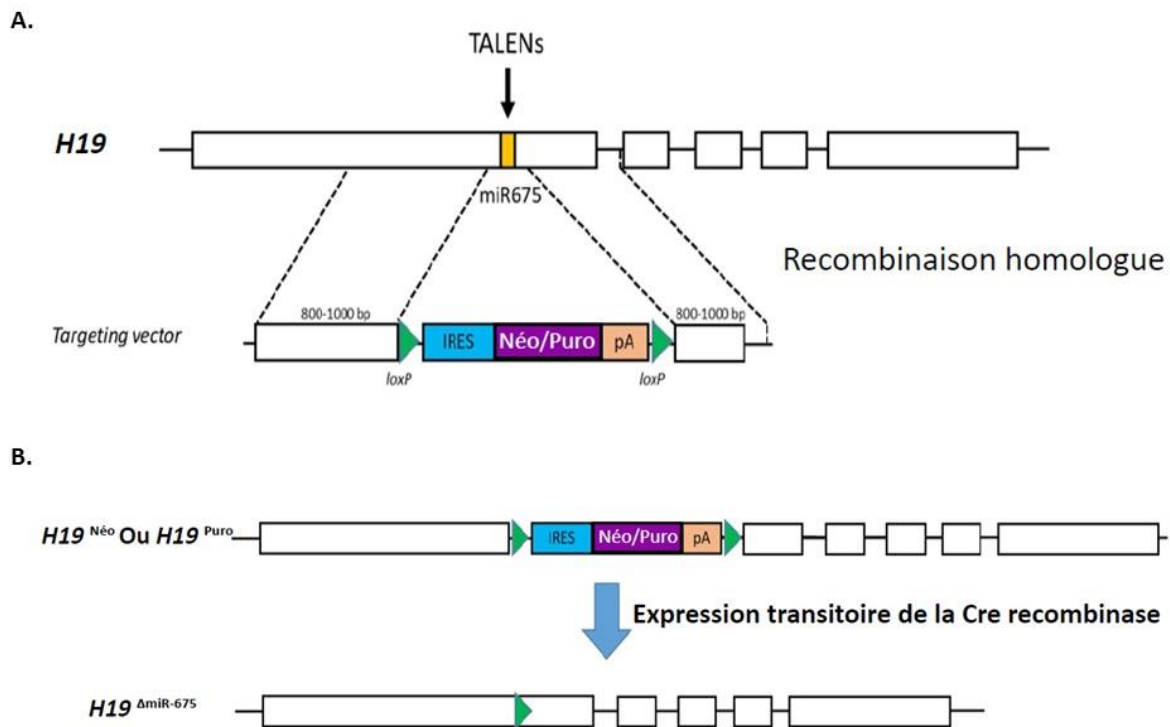 A.
TALENs
H19
miR675
Recombinaison homologue
800-1000 bp 800-1000 bp
Targeting vector IRES Néo/Puro pA
loxP loxP
B.
H19 Néo Ou H19 Puro IRES Néo/Puro pA
Expression transitoire de la Cre recombinase
H19 ΔmiR-675